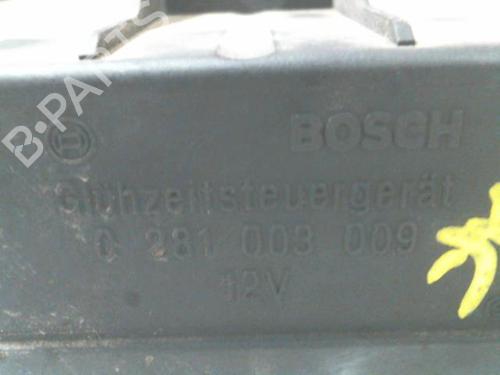 B-PARTS
BOSCH
Glühzeitsteuergerät
0 281 003 009
12V